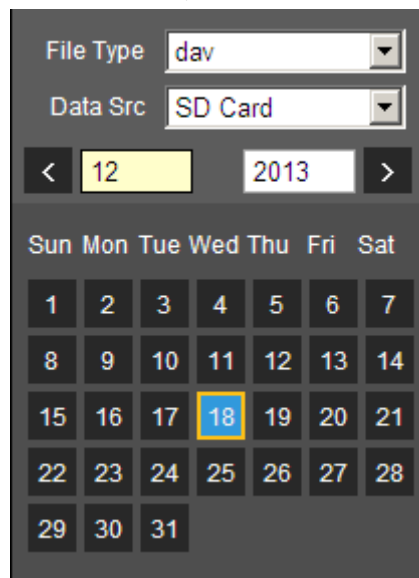 File Type dav
Data Src SD Card
< 12 2013 >
Sun Mon Tue Wed Thu Fri Sat
1 2 3 4 5 6 7
8 9 10 11 12 13 14
15 16 17 18 19 20 21
22 23 24 25 26 27 28
29 30 31